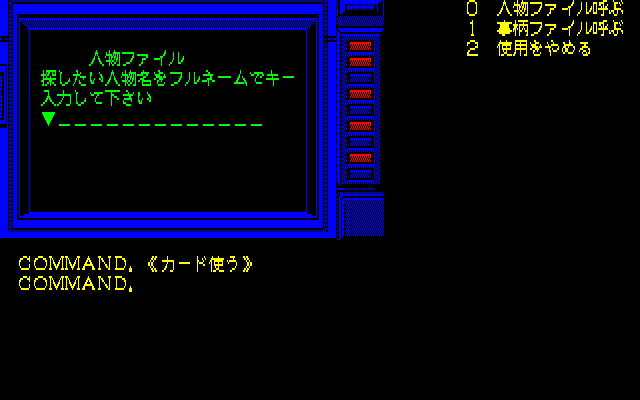 人物ファイル
探したい人物名をフルネームでキー
入力して下さい
▼_ _ _ _ _ _ _ _ _ _ _ _ _
0 人物ファイル呼ぶ
1 事柄ファイル呼ぶ
2 使用をやめる
COMMAND. 《カード使う》
COMMAND.